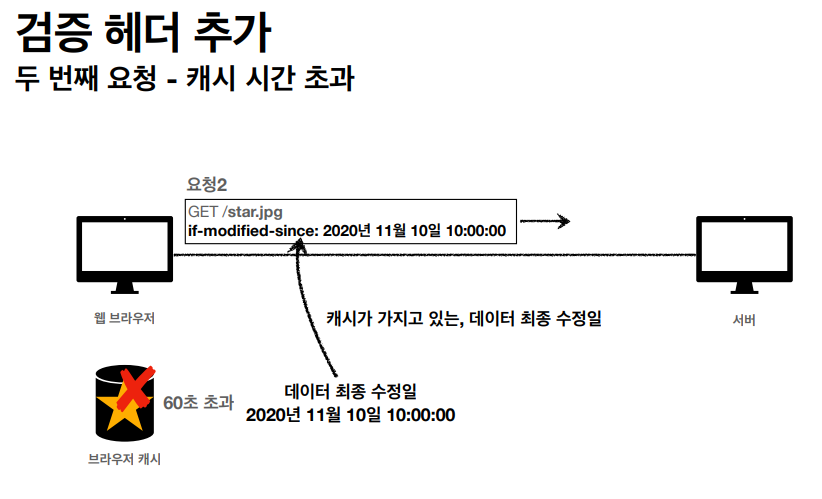 검증 헤더 추가
두 번째 요청 - 캐시 시간 초과
요청2
GET /star.jpg
if-modified-since: 2020년 11월 10일 10:00:00
웹 브라우저
서버
캐시가 가지고 있는, 데이터 최종 수정일
60초 초과
데이터 최종 수정일
2020년 11월 10일 10:00:00
브라우저 캐시